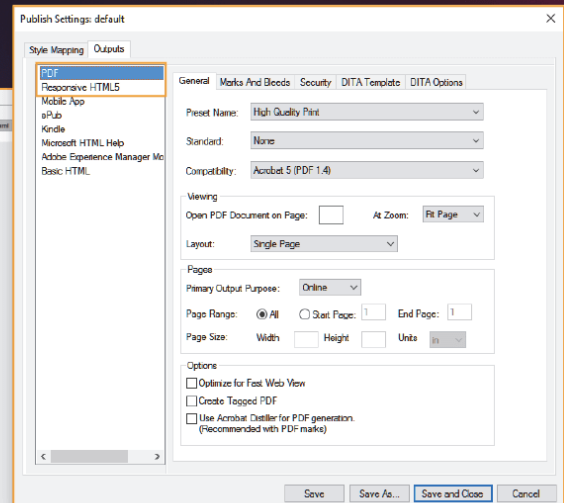 Publish Settings: default
Style Mapping Outputs
PDF
Responsive HTML5
Mobile App
ePub
Kindle
Microsoft HTML Help
Adobe Experience Manager Mo
Basic HTML
General Marks And Bleeds Security DITA Template DITA Options
Preset Name: High Quality Print
Standard: None
Compatibility: Acrobat 5 (PDF 1.4)
Viewing
Open PDF Document on Page: At Zoom: Fit Page
Layout: Single Page
Pages
Primary Output Purpose: Online
Page Range: All Start Page: 1 End Page: 1
Page Size: Width Height Units in
Options
Optimize for Fast Web View
Create Tagged PDF
Use Acrobat Distiller for PDF generation.
(Recommended with PDF marks)
Save Save As... Save and Close Cancel